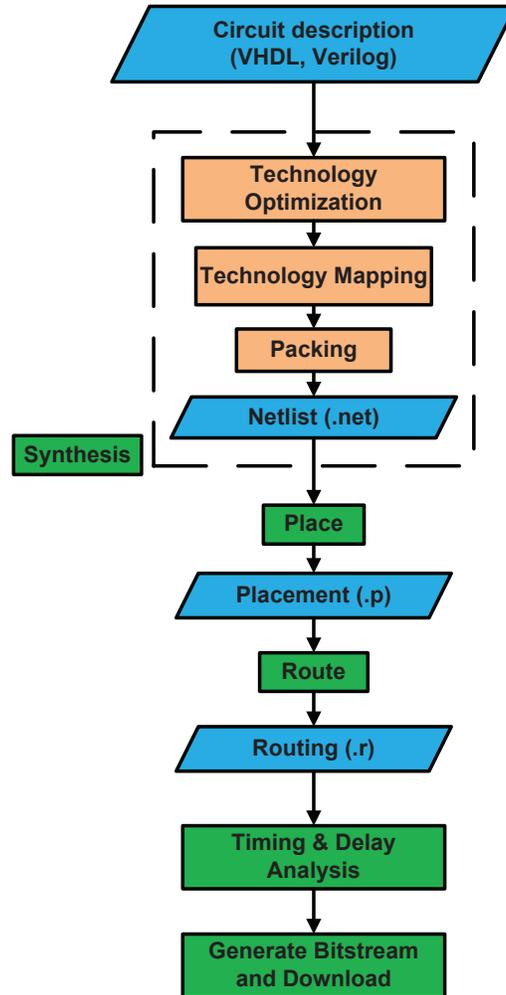 Circuit description
(VHDL, Verilog)
Technology
Optimization
Technology Mapping
Packing
Netlist (.net)
Synthesis
Place
Placement (.p)
Route
Routing (.r)
Timing & Delay
Analysis
Generate Bitstream
and Download